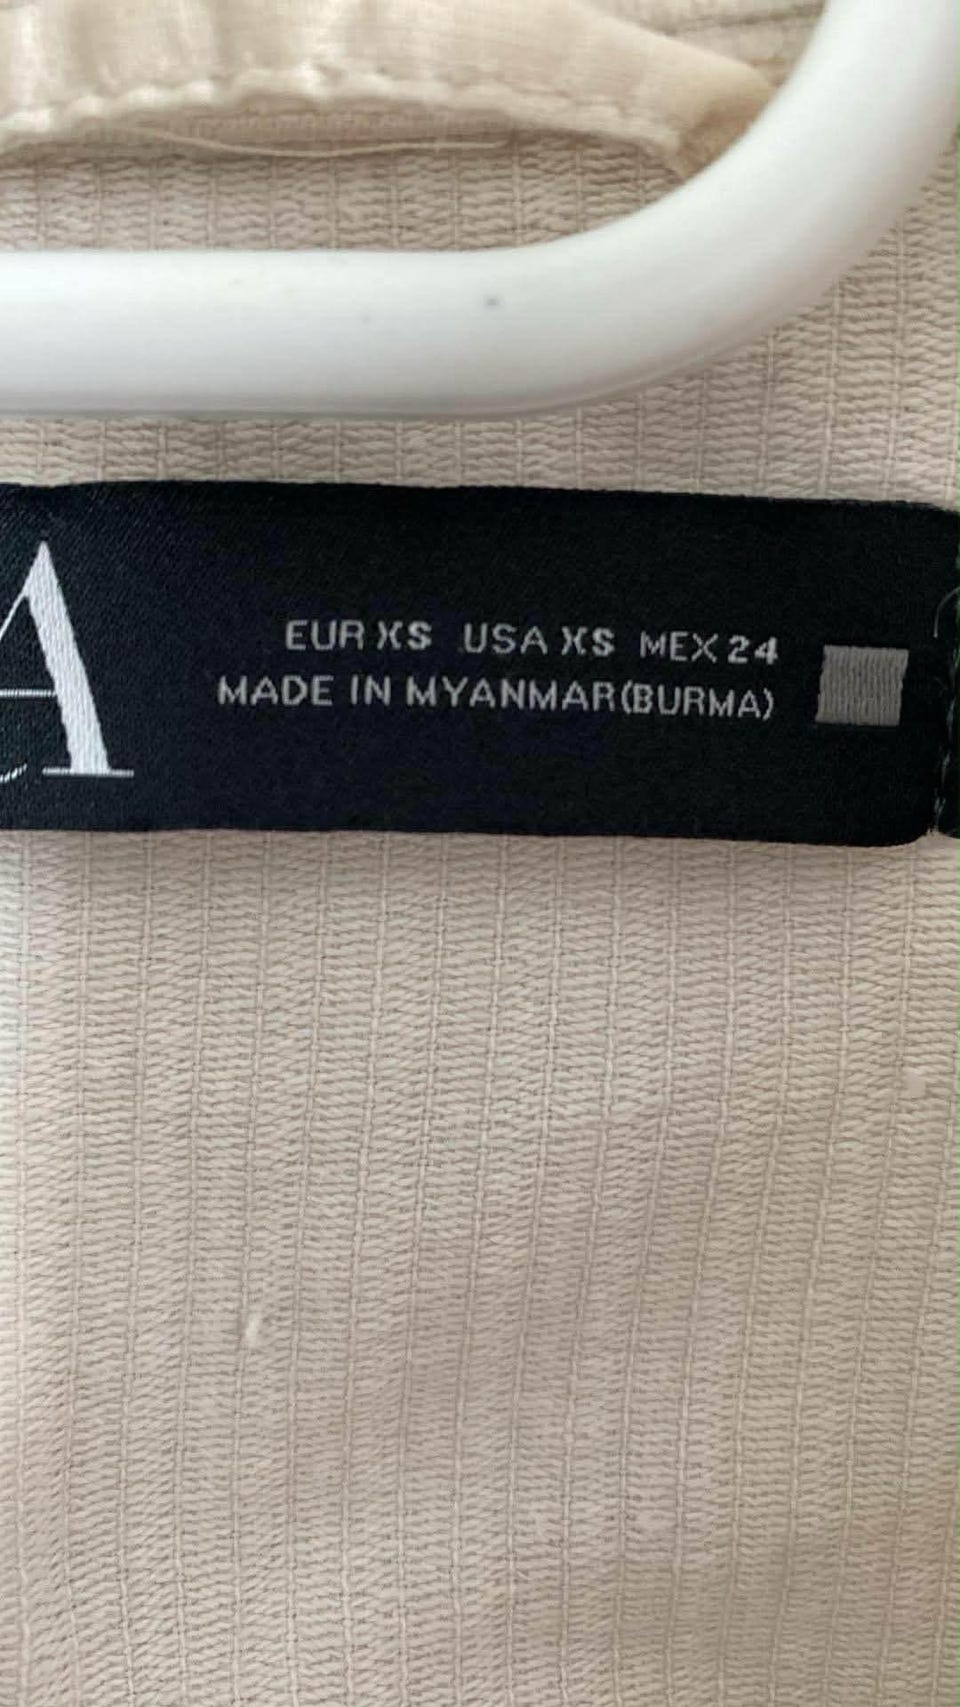 A
EUR XS USA XS MEX 24
MADE IN MYANMAR(BURMA)